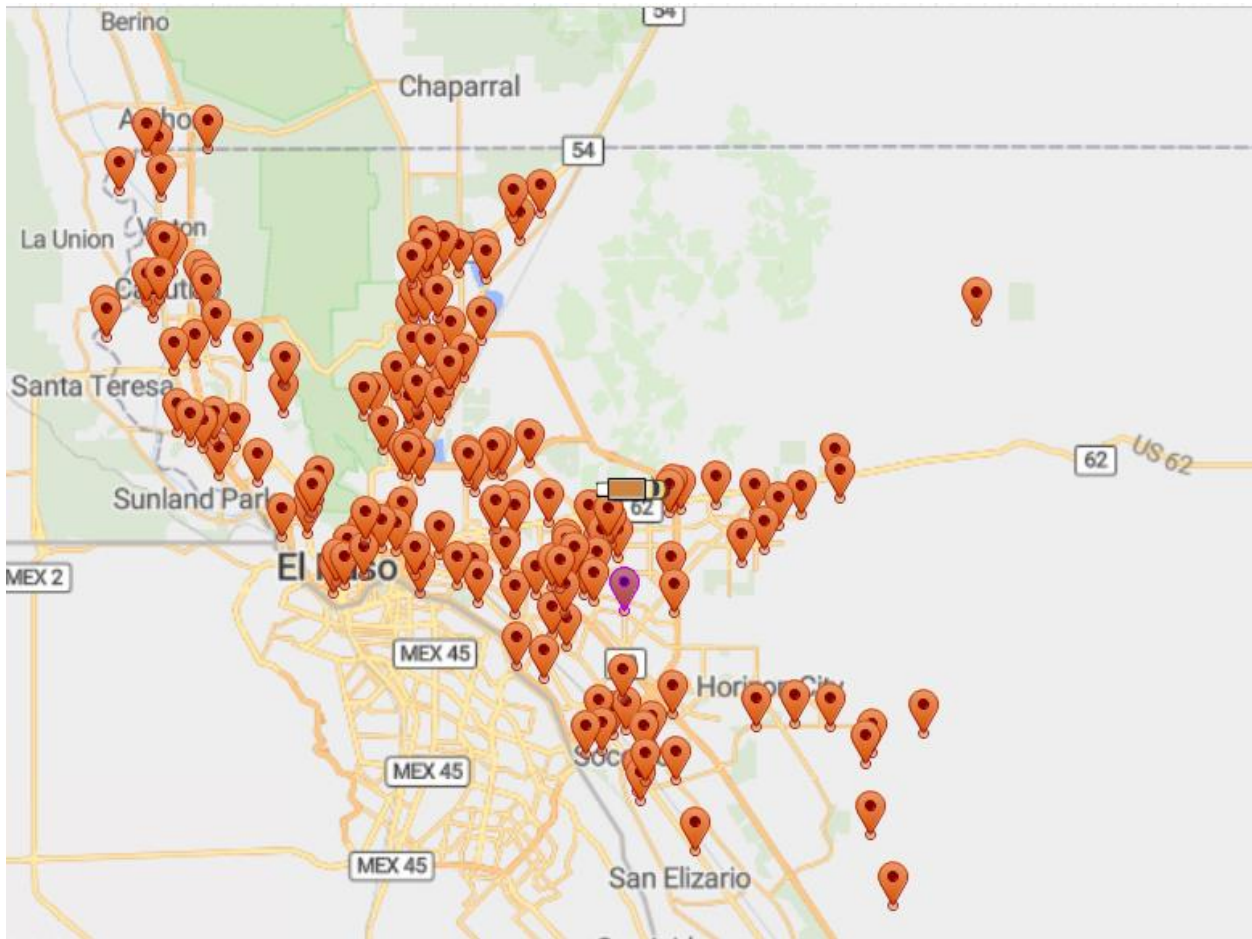 54
Berino
Chaparral
54
La Union
Santa Teresa
62
US 62
Sunland Park
62
El Paso
MEX 2
MEX 45
Horizon City
MEX 45
Socorro
MEX 45
San Elizario